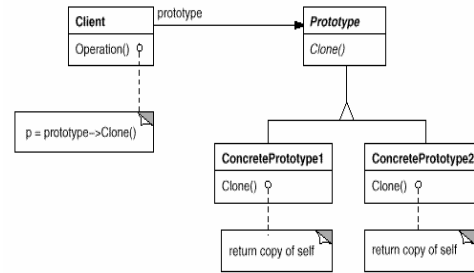 Client
prototype
Prototype
Operation()
Clone()
p = prototype->Clone()
ConcretePrototype1
ConcretePrototype2
Clone()
Clone()
return copy of self
return copy of self